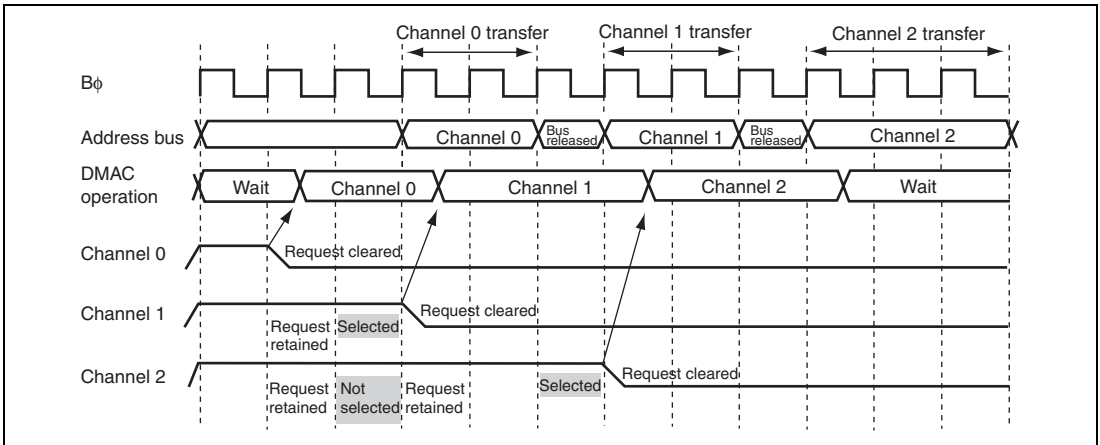 Channel 0 transfer
Channel 1 transfer
Channel 2 transfer
Bφ
Address bus
Channel 0
Bus
released
Channel 1
Bus
released
Channel 2
DMAC
operation
Wait
Channel 0
Channel 1
Channel 2
Wait
Channel 0
Request cleared
Channel 1
Request cleared
Request
retained
Selected
Channel 2
Request cleared
Request
retained
Not
selected
Request
retained
Selected